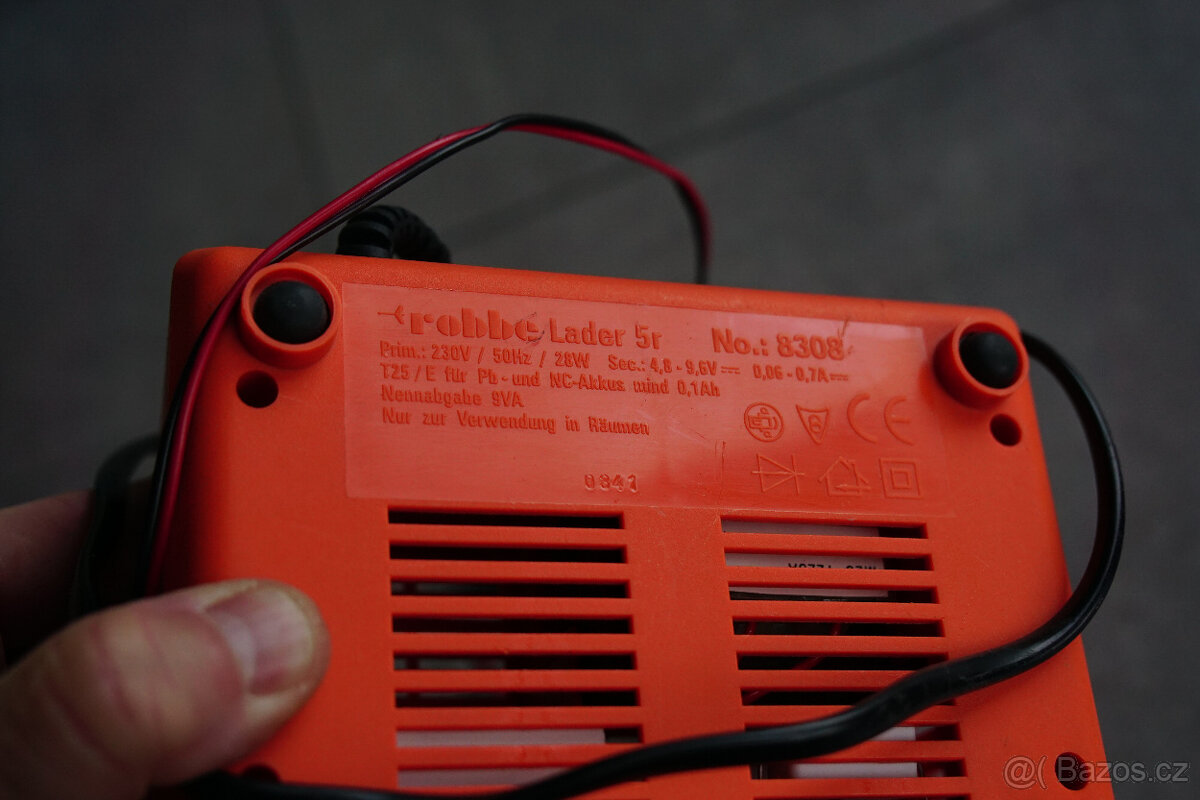 robbe Lader 5r No.: 8308
Prim.: 230V / 50Hz / 28W Sec.: 4,8 - 9,6V⎓ 0,06 - 0,7A⎓
T25 / E für Pb - und NC-Akkus mind 0,1Ah
Nennabgabe 9VA
Nur zur Verwendung in Räumen
CE
0841
@( Bazos.cz